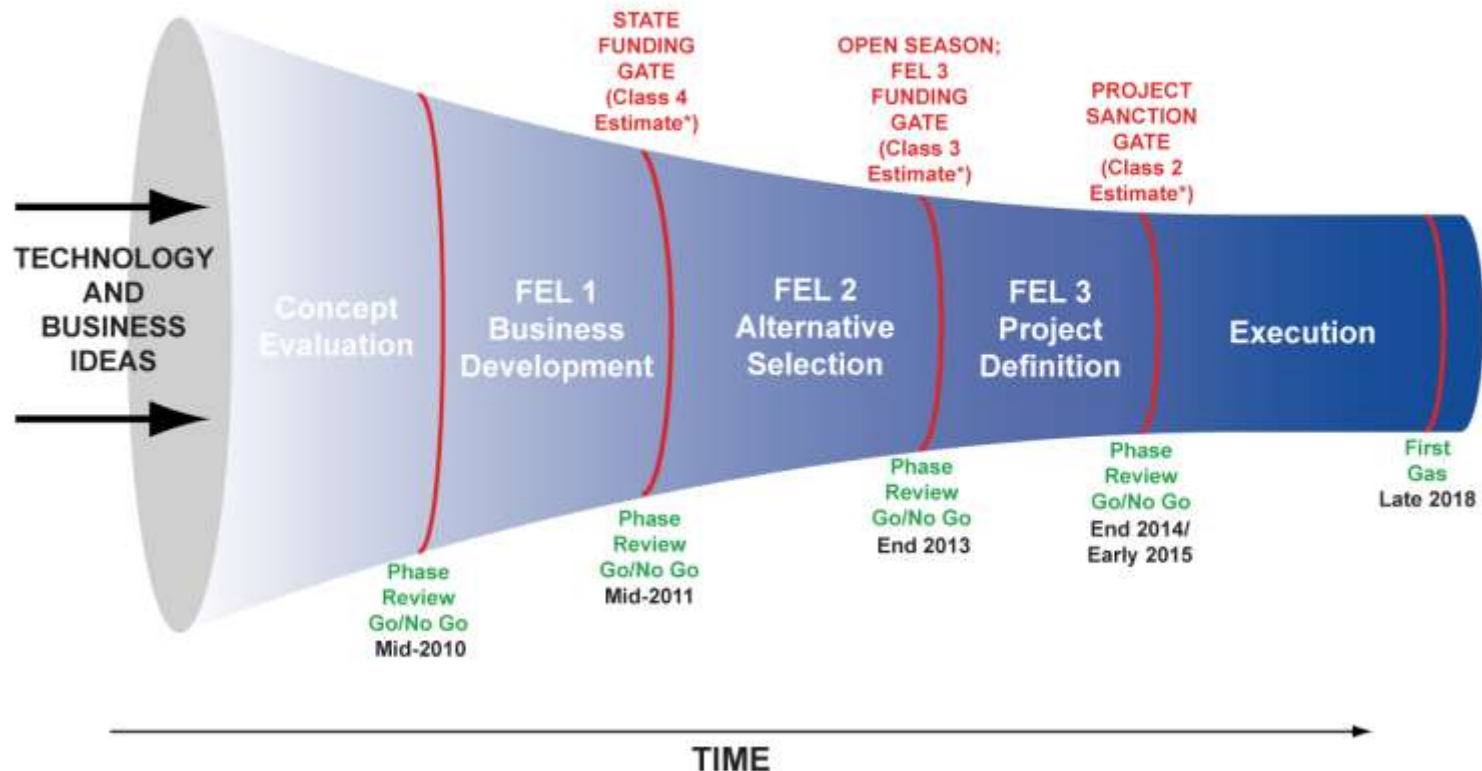 STATE
FUNDING
GATE
(Class 4
Estimate*)
OPEN SEASON;
FEL 3
FUNDING
GATE
(Class 3
Estimate*)
PROJECT
SANCTION
GATE
(Class 2
Estimate*)
TECHNOLOGY
AND
BUSINESS
IDEAS
Concept
Evaluation
FEL 1
Business
Development
FEL 2
Alternative
Selection
FEL 3
Project
Definition
Execution
Phase
Review
Go/No Go
Mid-2010
Phase
Review
Go/No Go
Mid-2011
Phase
Review
Go/No Go
End 2013
Phase
Review
Go/No Go
End 2014/
Early 2015
First
Gas
Late 2018
TIME